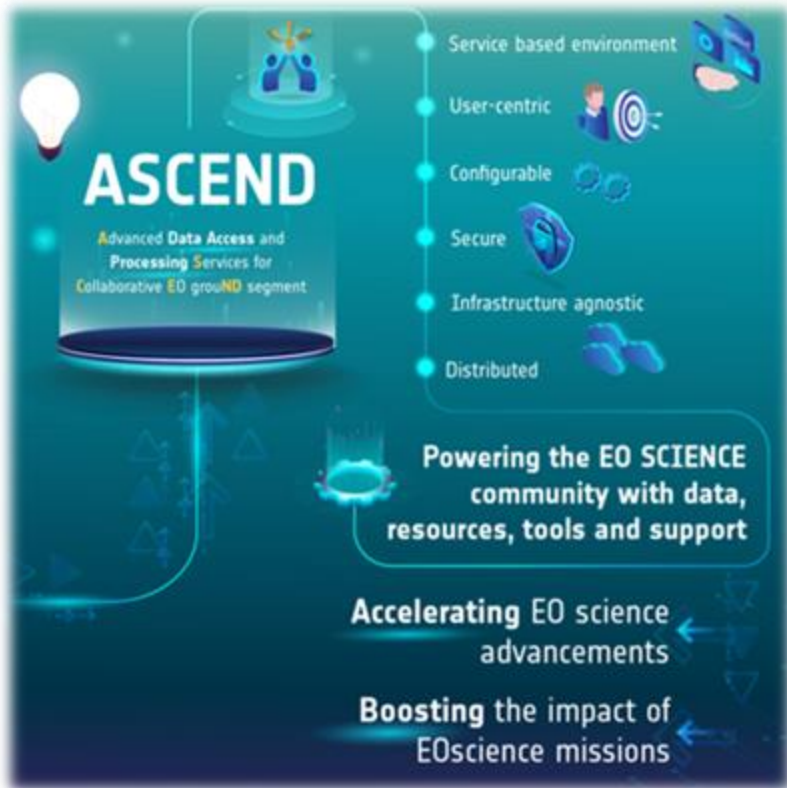 ASCEND
Advanced Data Access and
Processing Services for
Collaborative EO grouND segment
Service based environment
User-centric
Configurable
Secure
Infrastructure agnostic
Distributed
Powering the EO SCIENCE
community with data,
resources, tools and support
Accelerating EO science
advancements
Boosting the impact of
EOscience missions